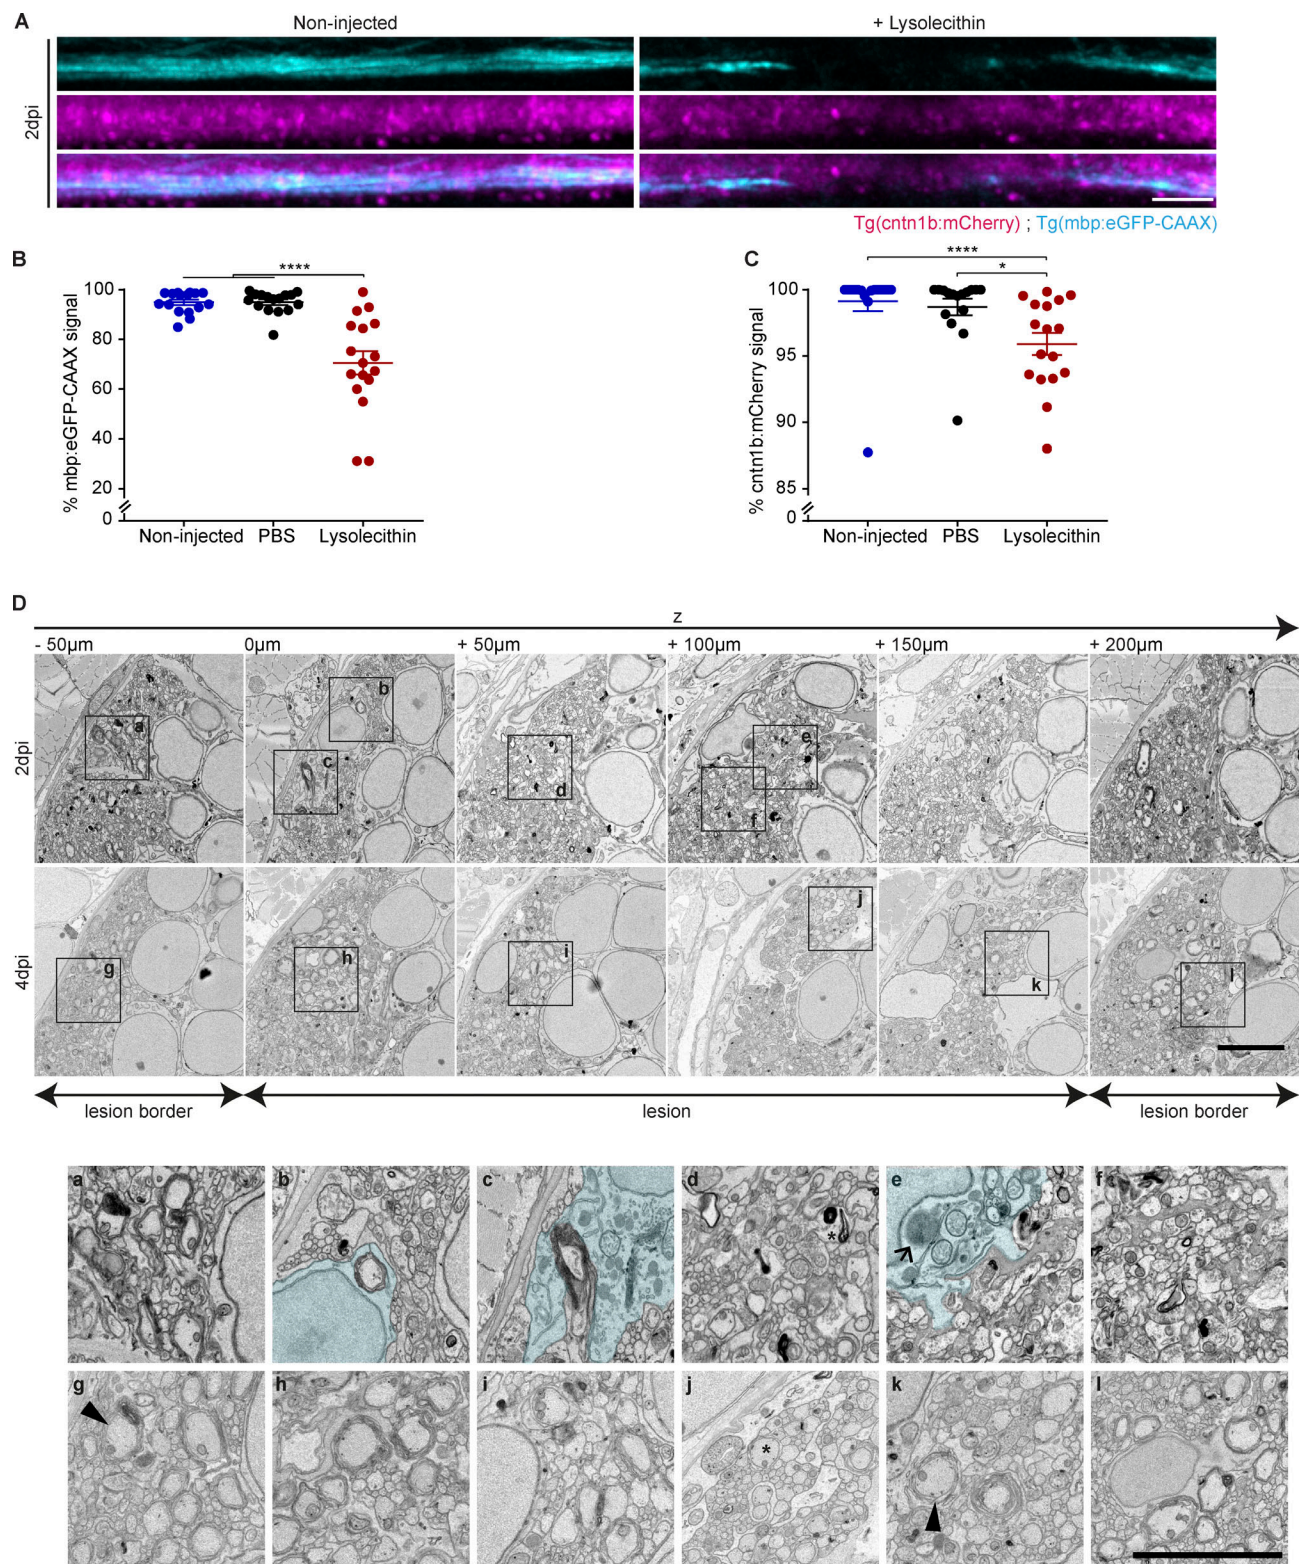 A
Non-injected
+ Lysolecithin
2dpi
Tg(cntn1b:mCherry) ; Tg(mbp:eGFP-CAAX)
B
****
% mbp:eGFP-CAAX signal
100
80
60
40
20
0
Non-injected
PBS
Lysolecithin
C
****
*
% cntn1b:mCherry signal
100
95
90
85
0
Non-injected
PBS
Lysolecithin
D
z
- 50µm
0µm
+ 50µm
+ 100µm
+ 150µm
+ 200µm
2dpi
a
b
c
d
e
f
4dpi
g
h
i
j
k
l
lesion border
lesion
lesion border
a
b
c
d
*
e
f
g
h
i
j
*
k
l